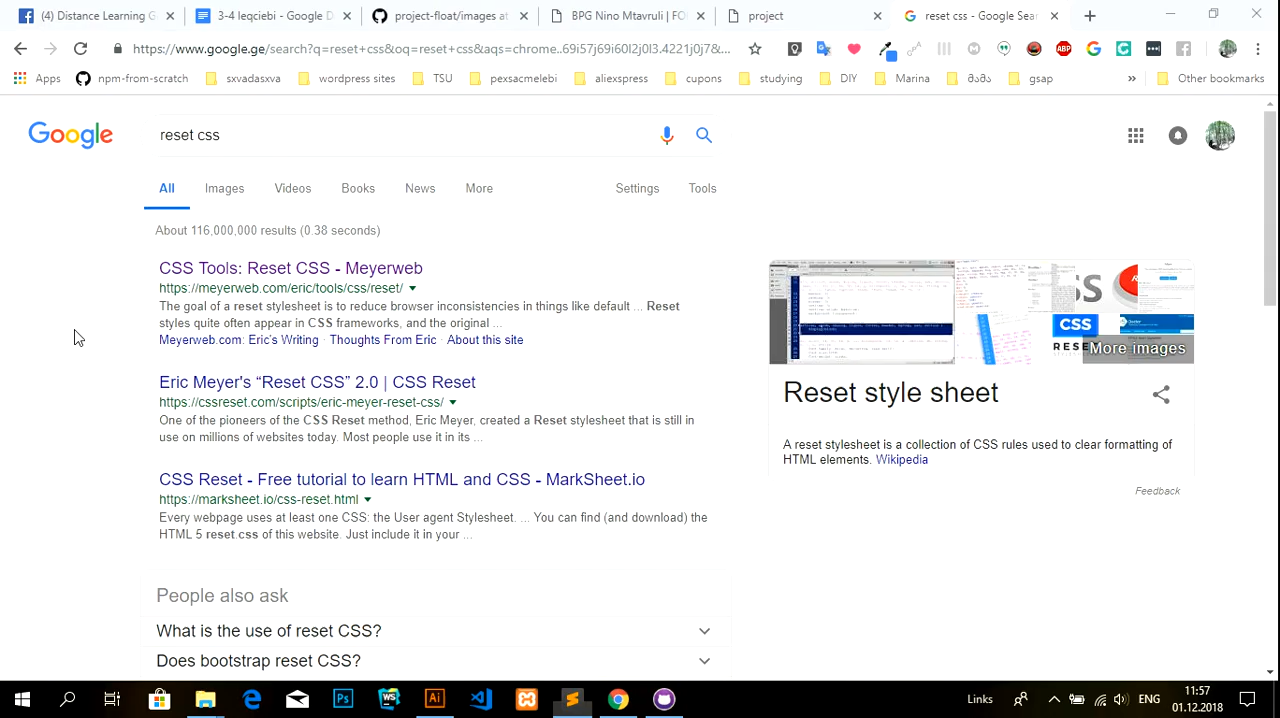 (4) Distance Learning G
3-4 leqciebi - Google D
project-float/images at
BPG Nino Mtavruli | FO
project
reset css - Google Sear
https://www.google.ge/search?q=reset+css&oq=reset+css&aqs=chrome..69i57j69i60l2j0l3.4221j0j7&...
ABP
Apps
npm-from-scratch
sxvadasxva
wordpress sites
TSU
pexsacmelebi
aliexspress
cupons
studying
DIY
Marina
მამა
gsap
»
Other bookmarks
Google
reset css
All
Images
Videos
Books
News
More
Settings
Tools
About 116,000,000 results (0.38 seconds)
CSS Tools: Reset CSS - Meyerweb
https://meyerweb.com/eric/tools/css/reset/
The goal of a reset stylesheet is to reduce browser inconsistencies in things like default ... Reset
styles quite often appear in CSS frameworks, and the original ...
Meyerweb.com · Eric's Writing · Thoughts From Eric · About this site
Eric Meyer's “Reset CSS” 2.0 | CSS Reset
https://cssreset.com/scripts/eric-meyer-reset-css/
One of the pioneers of the CSS Reset method, Eric Meyer, created a Reset stylesheet that is still in
use on millions of websites today. Most people use it in its ...
CSS Reset - Free tutorial to learn HTML and CSS - MarkSheet.io
https://marksheet.io/css-reset.html
Every webpage uses at least one CSS: the User agent Stylesheet. ... You can find (and download) the
HTML 5 reset.css of this website. Just include it in your ...
People also ask
What is the use of reset CSS?
Does bootstrap reset CSS?
CSS
RESE
More images
Reset style sheet
A reset stylesheet is a collection of CSS rules used to clear formatting of
HTML elements. Wikipedia
Feedback
Ps
WS
Ai
Links
ENG
11:57
01.12.2018